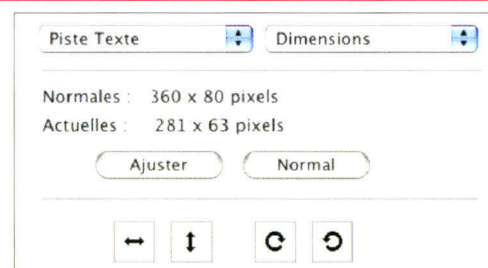 Piste Texte Dimensions
Normales : 360 x 80 pixels
Actuelles : 281 x 63 pixels
Ajuster Normal